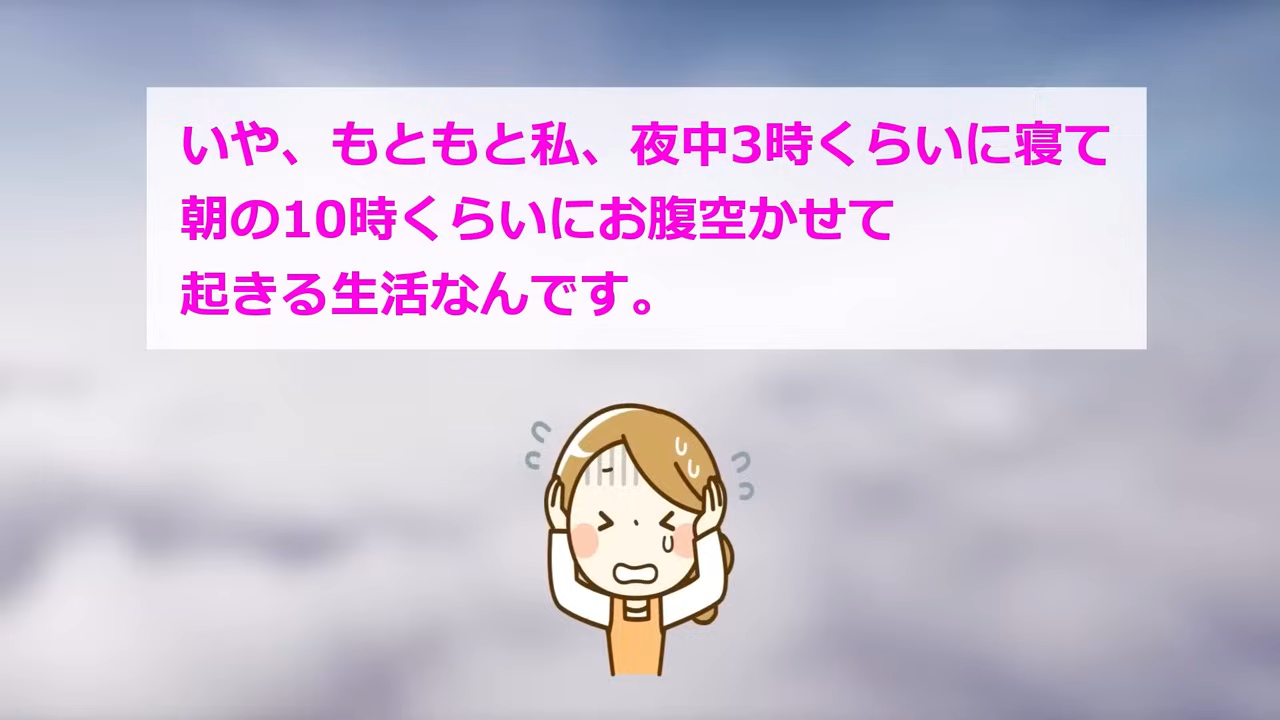 いや、もともと私、夜中3時くらいに寝て
朝の10時くらいにお腹空かせて
起きる生活なんです。